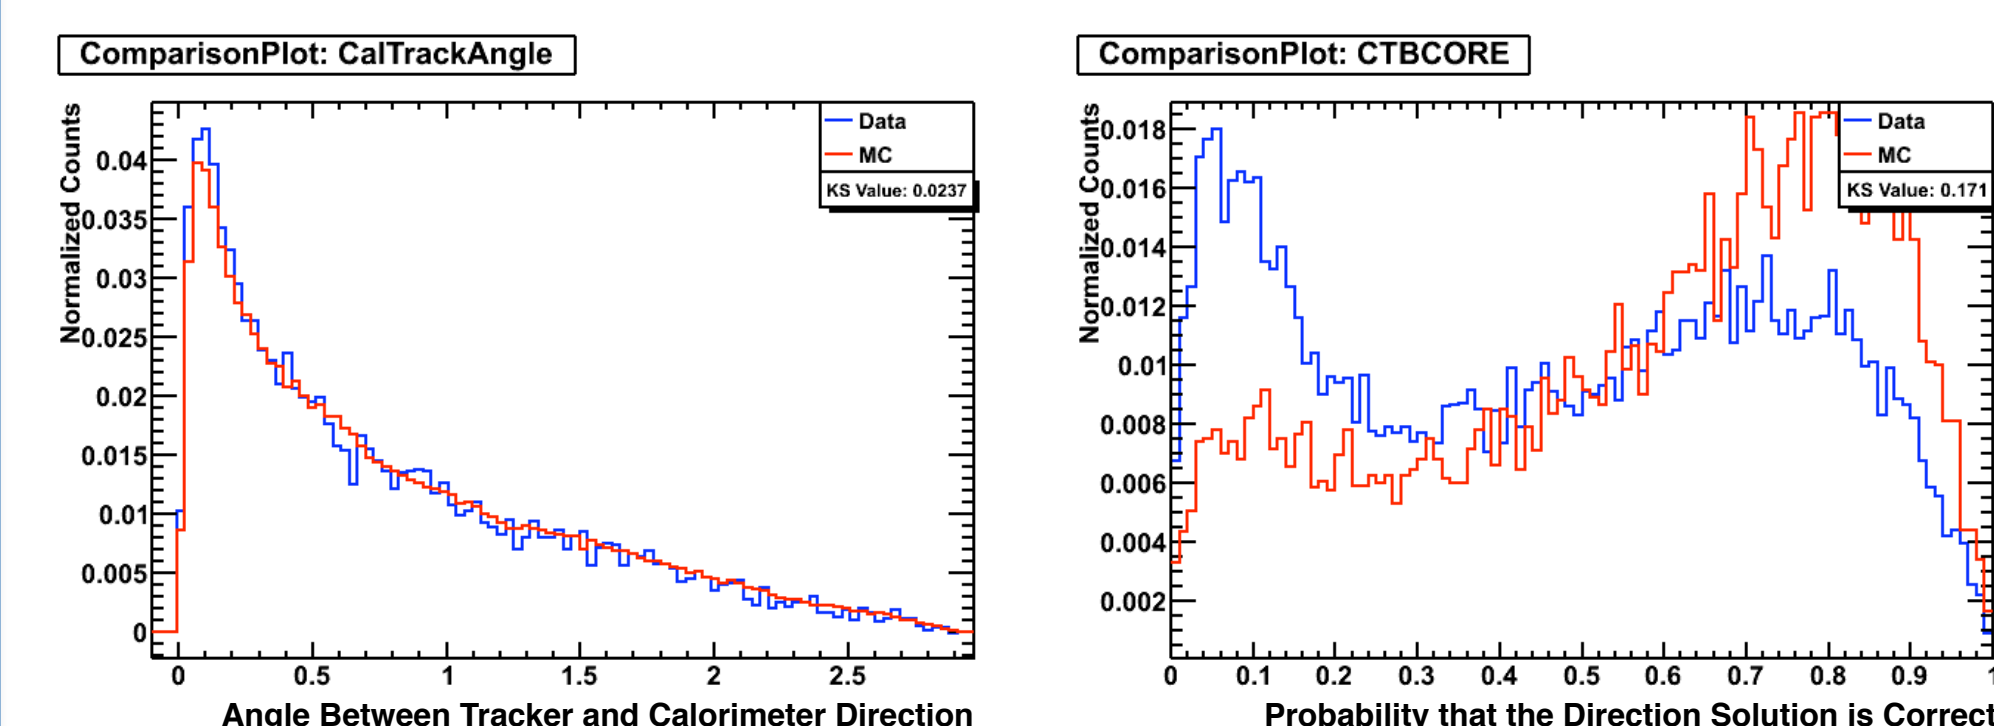 ComparisonPlot: CalTrackAngle
Normalized Counts
Data
MC
KS Value: 0.0237
0.04
0.035
0.03
0.025
0.02
0.015
0.01
0.005
0
0 0.5 1 1.5 2 2.5
Angle Between Tracker and Calorimeter Direction
ComparisonPlot: CTBCORE
Normalized Counts
Data
MC
KS Value: 0.171
0.018
0.016
0.014
0.012
0.01
0.008
0.006
0.004
0.002
0 0.1 0.2 0.3 0.4 0.5 0.6 0.7 0.8 0.9 1
Probability that the Direction Solution is Correct